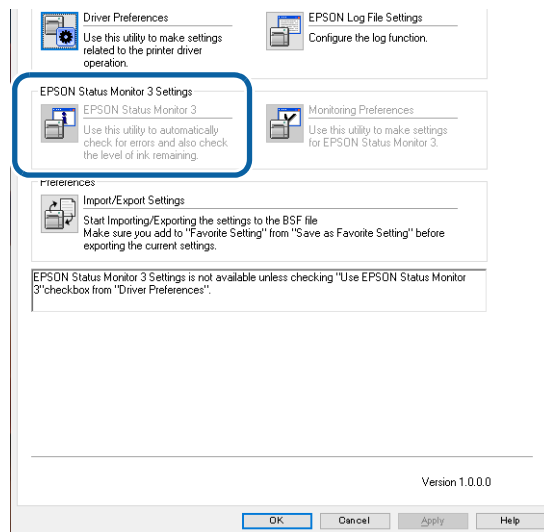 Driver Preferences
Use this utility to make settings
related to the printer driver
operation.
EPSON Log File Settings
Configure the log function.
EPSON Status Monitor 3 Settings
EPSON Status Monitor 3
Use this utility to automatically
check for errors and also check
the level of ink remaining.
Monitoring Preferences
Use this utility to make settings
for EPSON Status Monitor 3.
Preferences
Import/Export Settings
Start Importing/Exporting the settings to the BSF file
Make sure you add to "Favorite Setting" from "Save as Favorite Setting" before
exporting the current settings.
EPSON Status Monitor 3 Settings is not available unless checking "Use EPSON Status Monitor
3"checkbox from "Driver Preferences".
Version 1.0.0.0
OK
Cancel
Apply
Help